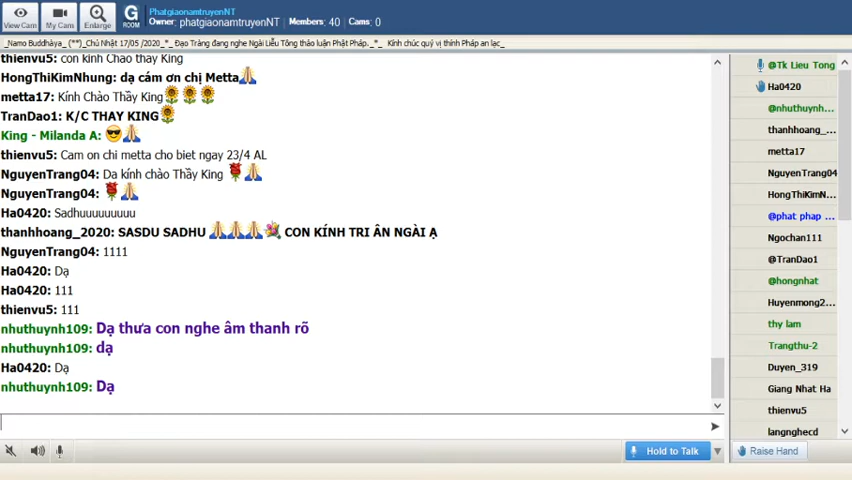 View Cam
My Cam
Enlarge
G
ROOM
PhatgiaonamtruyenNT
Owner: phatgiaonamtruyenNT Members: 40 Cams: 0
_Namo Buddhàya_ (**)_Chủ Nhật 17/05 /2020_*_ Đạo Tràng đang nghe Ngài Liễu Tông thảo luận Phật Pháp._*_ Kính chúc quý vị thính Pháp an lạc_
thienvu5: con kính Chào thầy King
HongThiKimNhung: dạ cám ơn chị Metta
metta17: Kính Chào Thầy King
TranDao1: K/C THAY KING
King - Milanda A:
thienvu5: Cam on chi metta cho biet ngay 23/4 AL
NguyenTrang04: Dạ kính chào Thầy King
NguyenTrang04:
Ha0420: Sadhuuuuuuuuu
thanhhoang_2020: SASDU SADHU CON KÍNH TRI ÂN NGÀI Ạ
NguyenTrang04: 1111
Ha0420: Dạ
Ha0420: 111
thienvu5: 111
nhuthuynh109: Dạ thưa con nghe âm thanh rõ
nhuthuynh109: dạ
Ha0420: Dạ
nhuthuynh109: Dạ
Hold to Talk
@Tk Lieu Tong
Ha0420
@nhuthuynh...
thanhhoang_...
metta17
NguyenTrang04
HongThiKimN...
@phat phap ...
Ngochan111
@TranDao1
@hongnhat
Huyenmong2...
thy lam
Trangthu-2
Duyen_319
Giang Nhat Ha
thienvu5
langnghecd
Raise Hand